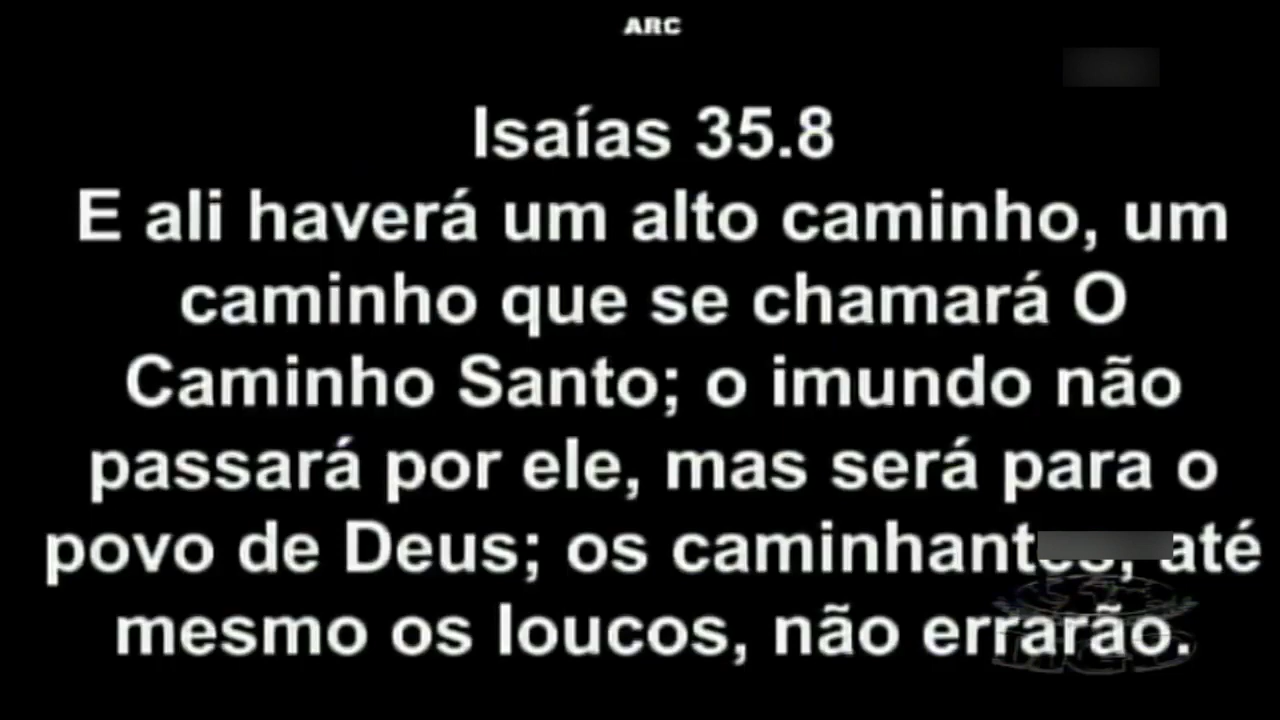 ARC
Isaías 35.8
E ali haverá um alto caminho, um
caminho que se chamará O
Caminho Santo; o imundo não
passará por ele, mas será para o
povo de Deus; os caminhantes, até
mesmo os loucos, não errarão.